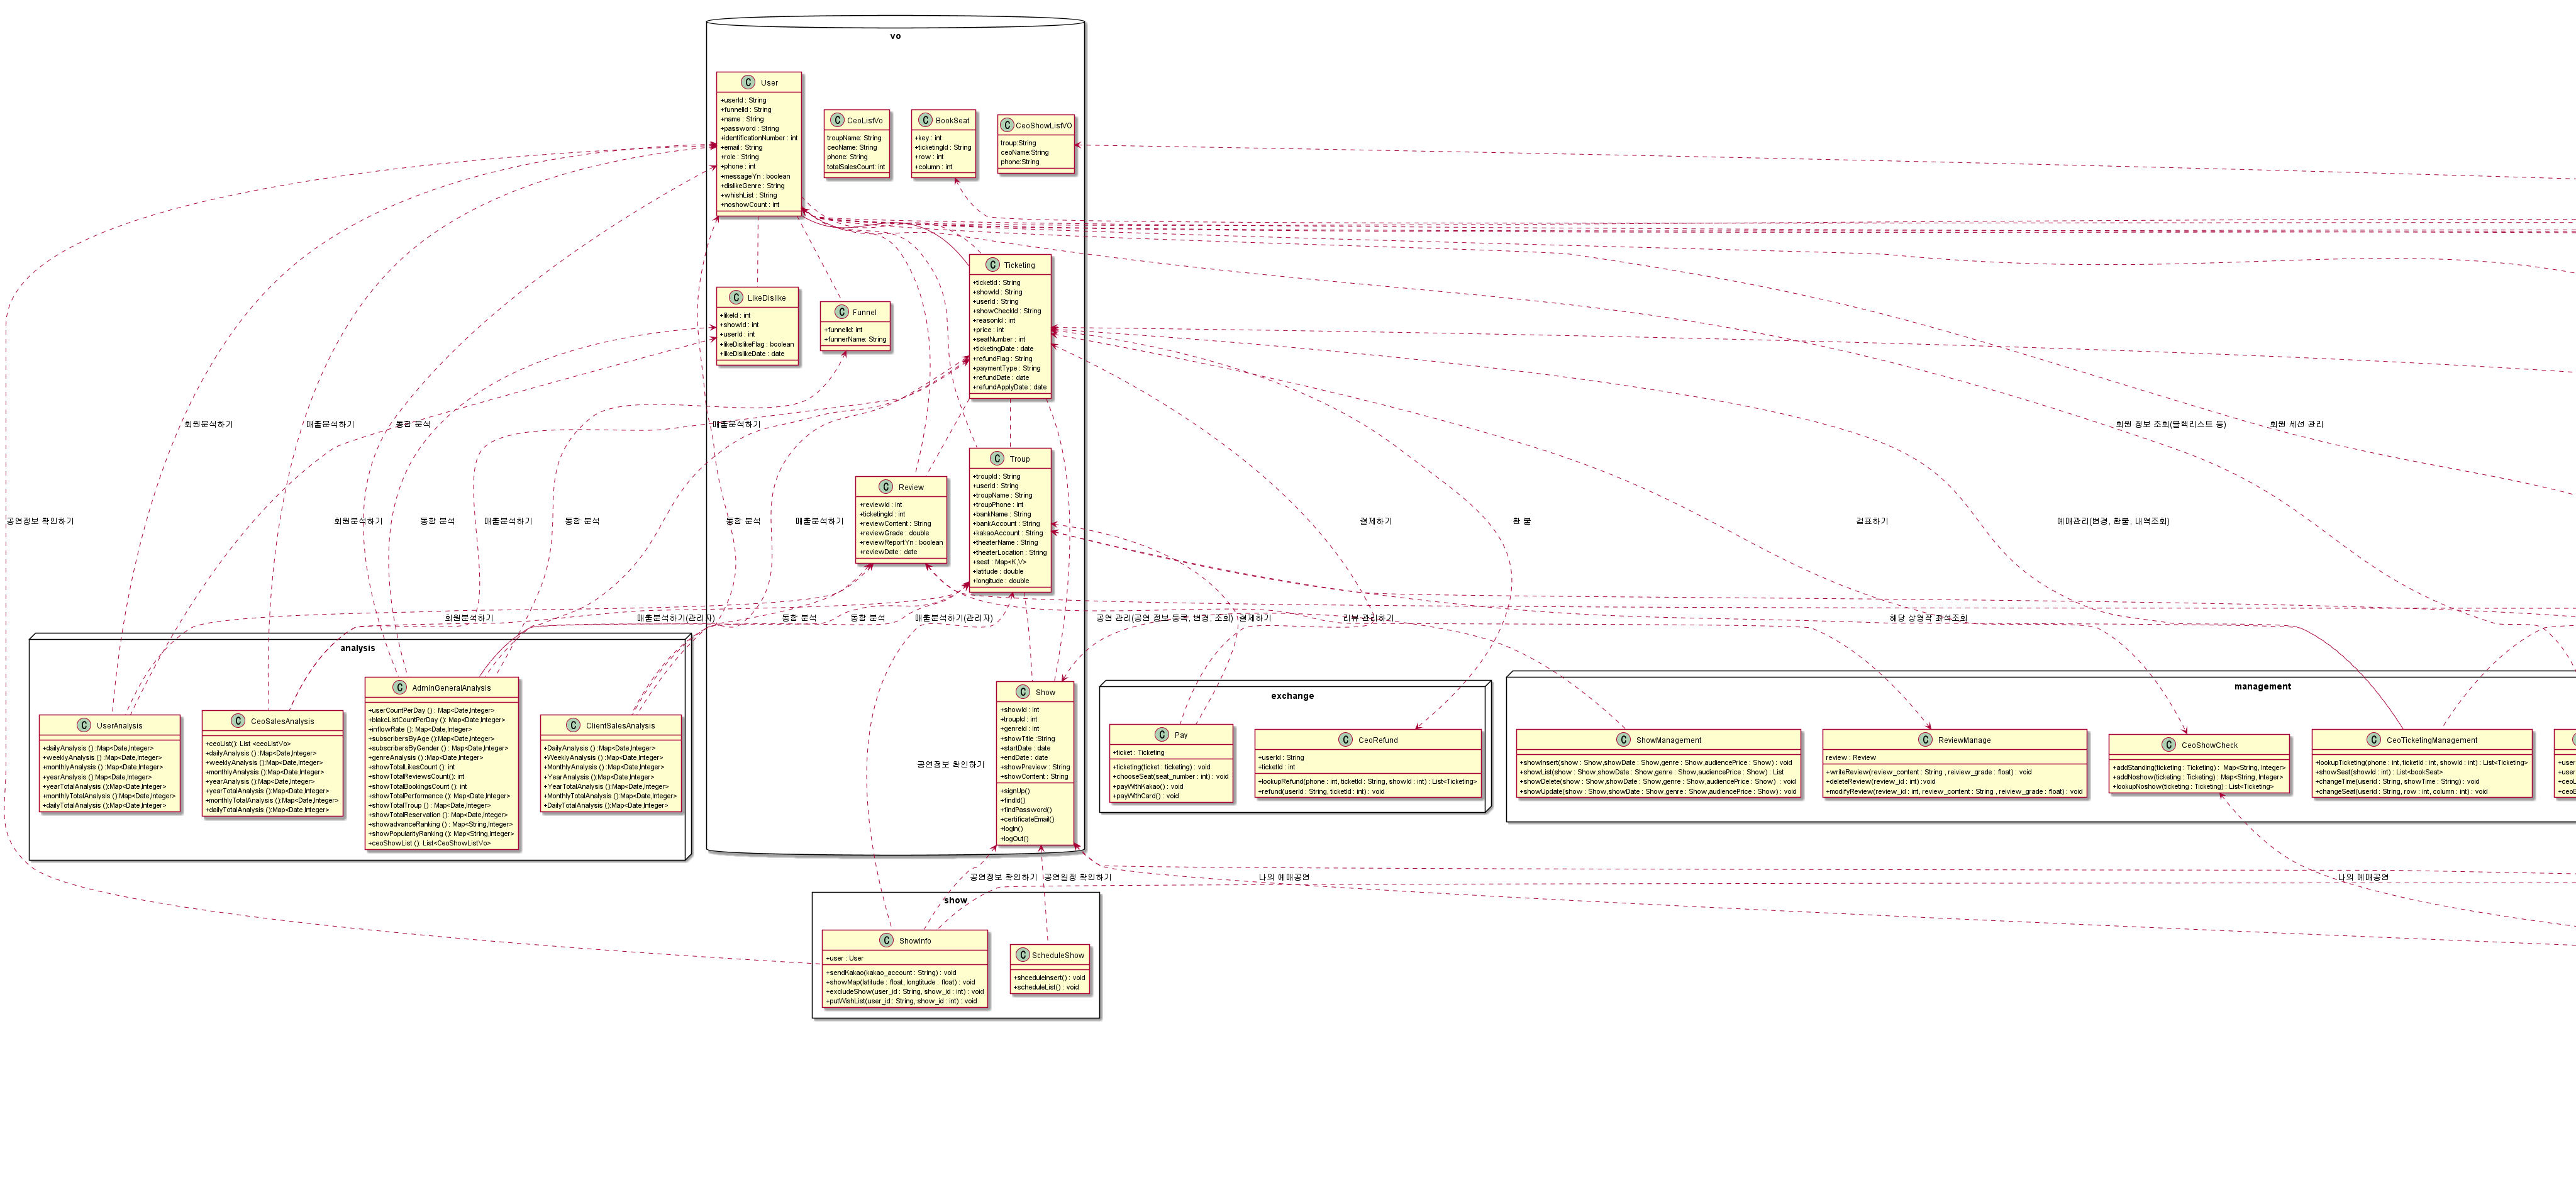 vo
User
+userId : String
+funnelId : String
+name : String
+password : String
+identificationNumber : int
+email : String
+role : String
+phone : int
+messageYn : boolean
+dislikeGenre : String
+whishList : String
+noshowCount : int
CeoListVo
troupName: String
ceoName: String
phone: String
totalSalesCount: int
BookSeat
+key : int
+ticketingId : String
+row : int
+column : int
CeoShowListVO
troup:String
ceoName:String
phone:String
Ticketing
+ticketId : String
+showId : String
+userId : String
+showCheckId : String
+reasonId : int
+price : int
+seatNumber : int
+ticketingDate : date
+refundFlag : String
+paymentType : String
+refundDate : date
+refundApplyDate : date
LikeDislike
+likeId : int
+showId : int
+userId : int
+likeDislikeFlag : boolean
+likeDislikeDate : date
Funnel
+funnelId: int
+funnerName: String
회원분석하기
매출분석하기
통합 분석
매출분석하기
회원 정보 조회(블랙리스트 등)
회원 세션 관리
Troup
+troupId : String
+userId : String
+troupName : String
+troupPhone : int
+bankName : String
+bankAccount : String
+kakaoAccount : String
+theaterName : String
+theaterLocation : String
+seat : Map<K,V>
+latitude : double
+longitude : double
Review
+reviewId : int
+ticketingId : int
+reviewContent : String
+reviewGrade : double
+reviewReportYn : boolean
+reviewDate : date
공연정보 확인하기
회원분석하기
통합 분석
매출분석하기
통합 분석
통합 분석
매출분석하기
결제하기
환 불
검표하기
예매관리(변경, 환불, 내역조회)
회원분석하기
매출분석하기(관리자)
통합 분석
통합 분석
매출분석하기(관리자)
공연 관리(공연 정보 등록, 변경, 조회)
결제하기
리뷰 관리하기
해당 상영작 좌석조회
analysis
UserAnalysis
+dailyAnalysis () :Map<Date,Integer>
+weeklyAnalysis () :Map<Date,Integer>
+monthlyAnalysis () :Map<Date,Integer>
+yearAnalysis():Map<Date,Integer>
+yearTotalAnalysis():Map<Date,Integer>
+monthlyTotalAnalysis():Map<Date,Integer>
+dailyTotalAnalysis():Map<Date,Integer>
CeoSalesAnalysis
+ceoList(): List <ceoListVo>
+dailyAnalysis () :Map<Date,Integer>
+weeklyAnalysis () :Map<Date,Integer>
+monthlyAnalysis () :Map<Date,Integer>
+yearAnalysis():Map<Date,Integer>
+yearTotalAnalysis():Map<Date,Integer>
+monthlyTotalAnalysis():Map<Date,Integer>
+dailyTotalAnalysis():Map<Date,Integer>
AdminGeneralAnalysis
+userCountPerDay () : Map<Date,Integer>
+blakcListCountPerDay (): Map<Date,Integer>
+inflowRate (): Map<Date,Integer>
+subscribersByAge ():Map<Date,Integer>
+subscribersByGender () : Map<Date,Integer>
+genreAnalysis () : Map<Date,Integer>
+showTotaLikesCount (): int
+showTotalReviewsCount(): int
+showTotalBookingsCount (): int
+showTotalPerformance (): Map<Date,Integer>
+showTotalTroup () : Map<Date,Integer>
+showTotalReservation (): Map<Date,Integer>
+showadvanceRanking () : Map<String,Integer>
+showPopularityRanking (): Map<String,Integer>
+ceoShowList (): List<CeoShowListVo>
ClientSalesAnalysis
+DailyAnalysis () :Map<Date,Integer>
+WeeklyAnalysis () :Map<Date,Integer>
+MonthlyAnalysis () :Map<Date,Integer>
+YearAnalysis():Map<Date,Integer>
+YearTotalAnalysis():Map<Date,Integer>
+MonthlyTotalAnalysis():Map<Date,Integer>
+DailyTotalAnalysis():Map<Date,Integer>
공연정보 확인하기
Show
+showId : int
+troupId : int
+genreId : int
+showTitle :String
+startDate : date
+endDate : date
+showPreview : String
+showContent : String
+signUp()
+findId()
+findPassword()
+certificateEmail()
+logIn()
+logOut()
exchange
Pay
+ticket : Ticketing
+ticketing(ticket : ticketing) : void
+chooseSeat(seat_number : int) : void
+payWithKakao() : void
+payWithCard() : void
CeoRefund
+userId : String
+ticketId : int
+lookupRefund(phone : int, ticketId : String, showId : int) : List<Ticketing>
+refund(userId : String, ticketId : int) : void
management
ShowManagement
+showInsert(show : Show,showDate : Show,genre : Show,audiencePrice : Show) : void
+showList(show : Show,showDate : Show,genre : Show,audiencePrice : Show) : List
+showDelete(show : Show,showDate : Show,genre : Show,audiencePrice : Show) : void
+showUpdate(show : Show,showDate : Show,genre : Show,audiencePrice : Show) : void
ReviewManage
review : Review
+writeReview(review_content : String , reiview_grade : float) : void
+deleteReview(review_id : int) :void
+modifyReview(review_id : int, review_content : String , reiview_grade : float) : void
CeoShowCheck
+addStanding(ticketing : Ticketing) : Map<String, Integer>
+addNoshow(ticketing : Ticketing) : Map<String, Integer>
+lookupNoshow(ticketing : Ticketing) : List<Ticketing>
CeoTicketingManagement
+lookupTicketing(phone : int, ticketId : int, showId : int) : List<Ticketing>
+showSeat(showId : int) : List<bookSeat>
+changeTime(userId : String, showTime : String) : void
+changeSeat(userId : String, row : int, column : int) : void
+user
+user
+ceoL
+ceoE
공연정보 확인하기
공연일정 확인하기
나의 예매공연
나의 예매공연
show
ShowInfo
+user : User
+sendKakao(kakao_account : String) : void
+showMap(latitude : float, longtitude : float) : void
+excludeShow(user_id : String, show_id : int) : void
+putWishList(user_id : String, show_id : int) : void
ScheduleShow
+shceduleInsert() : void
+scheduleList() : void